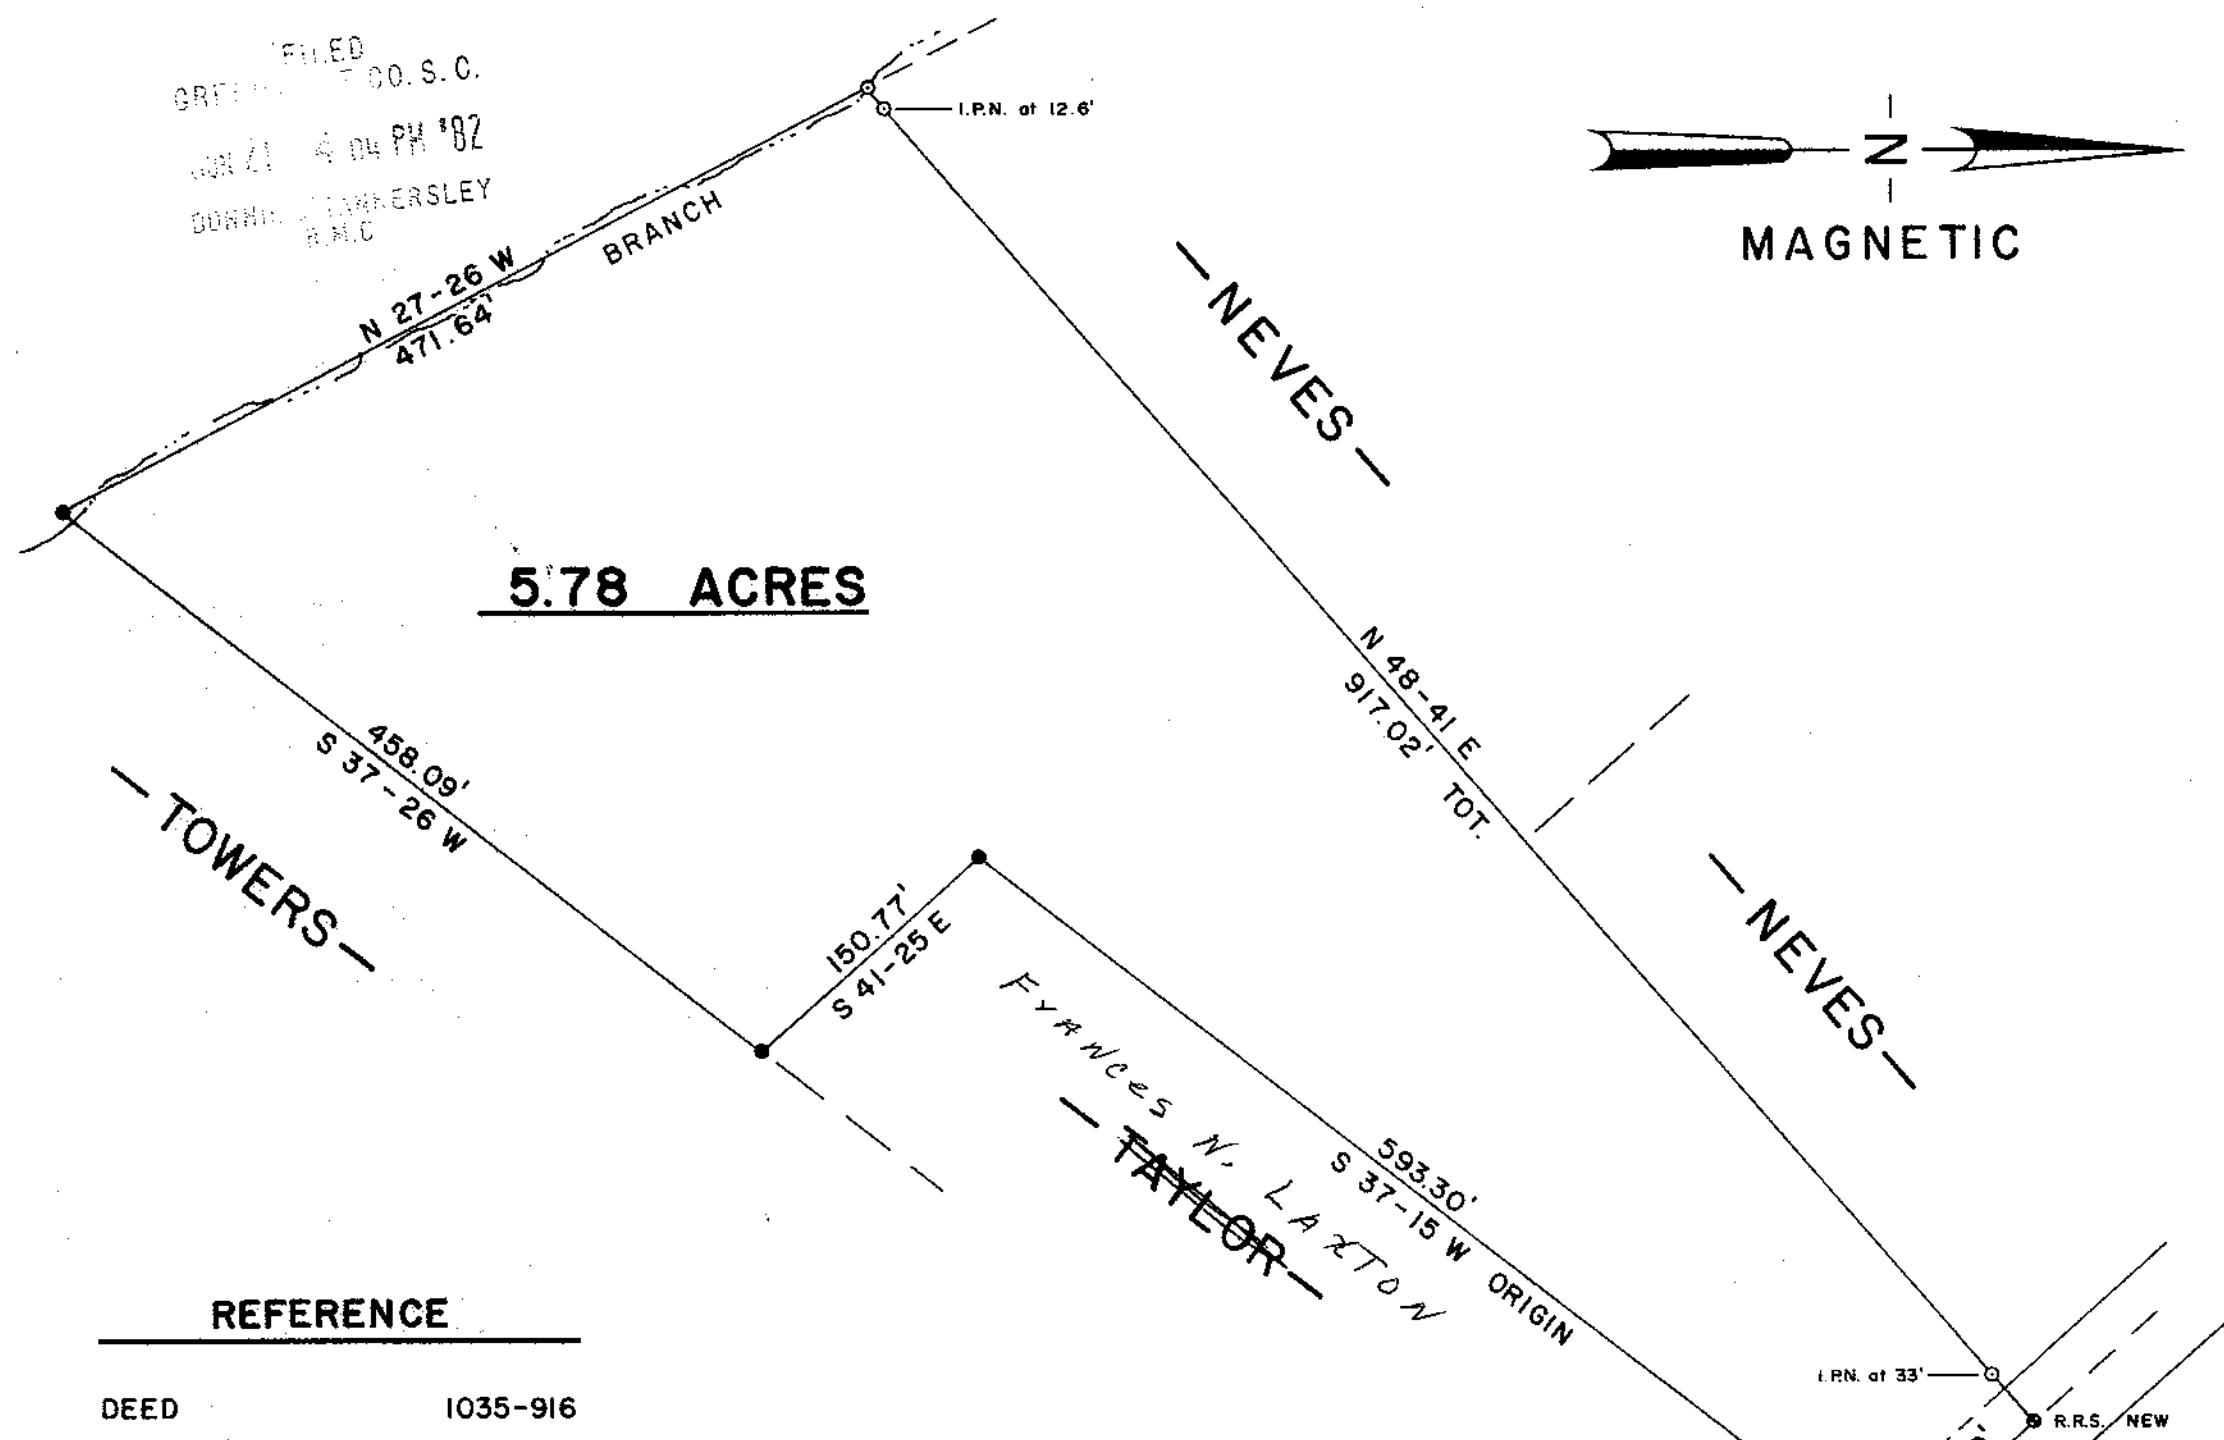 FILED
CO. S. C.
4 04 PM '82
R.M.C
I.P.N. at 12.6'
N
MAGNETIC
BRANCH
N 27-26 W
471.64'
—NEVES—
5.78 ACRES
N 48-41 E
917.02' TOT.
458.09'
S 37-26 W
—TOWERS—
150.77'
S 41-25 E
—NEVES—
Frances N. Laxton
—TAYLOR—
593.30'
S 37-15 W ORIGIN
REFERENCE
DEED 1035-916
I.P.N. at 33'
R.R.S. NEW